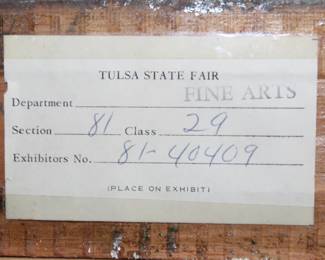 TULSA STATE FAIR
Department FINE ARTS
Section 81 Class 29
Exhibitors No. 81-40409
(PLACE ON EXHIBIT)